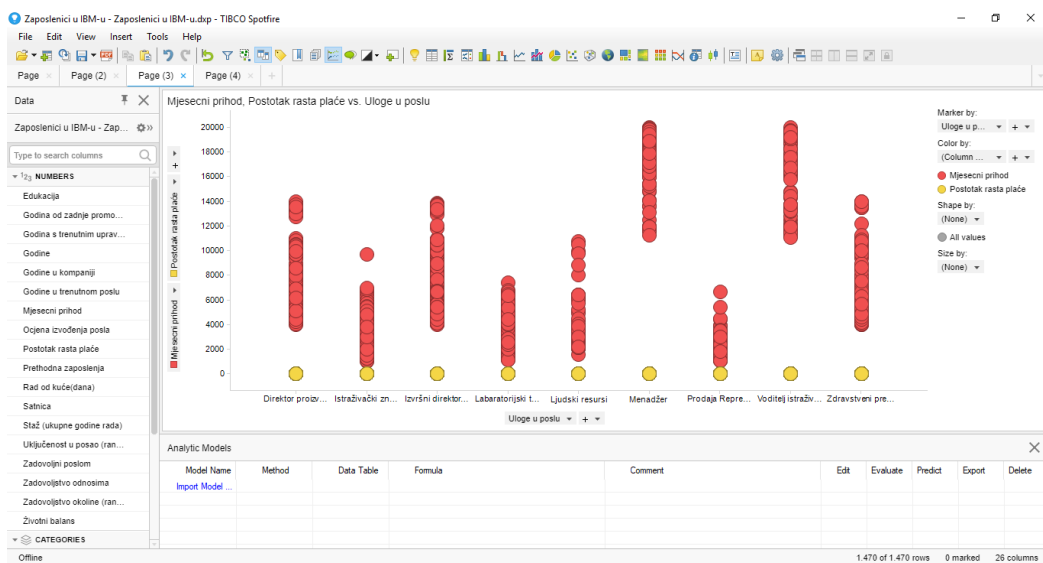 Zaposlenici u IBM-u - Zaposlenici u IBM-u.dxp - TIBCO Spotfire
File Edit View Insert Tools Help
Page Page (2) Page (3) Page (4)
Data
Zaposlenici u IBM-u - Zap...
Type to search columns
123 NUMBERS
Edukacija
Godina od zadnje promo...
Godina s trenutnim uprav...
Godine
Godine u kompaniji
Godine u trenutnom poslu
Mjesecni prihod
Ocjena izvođenja posla
Postotak rasta plaće
Prethodna zaposlenja
Rad od kuće(dana)
Satnica
Staž (ukupne godine rada)
Uključenost u posao (ran...
Zadovoljni poslom
Zadovoljstvo odnosima
Zadovoljstvo okoline (ran...
Životni balans
CATEGORIES
Mjesecni prihod, Postotak rasta plaće vs. Uloge u poslu
Postotak rasta plaće
Mjesecni prihod
20000
18000
16000
14000
12000
10000
8000
6000
4000
2000
0
Direktor proizv... Istraživački zn... Izvršni direktor... Labaratorijski t... Ljudski resursi Menadžer Prodaja Repre... Voditelj istraživ... Zdravstveni pre...
Uloge u poslu
Marker by:
Uloge u p...
Color by:
(Column ...
Mjesecni prihod
Postotak rasta plaće
Shape by:
(None)
All values
Size by:
(None)
Analytic Models
Model Name Method Data Table Formula Comment Edit Evaluate Predict Export Delete
Import Model ...
Offline 1.470 of 1.470 rows 0 marked 26 columns